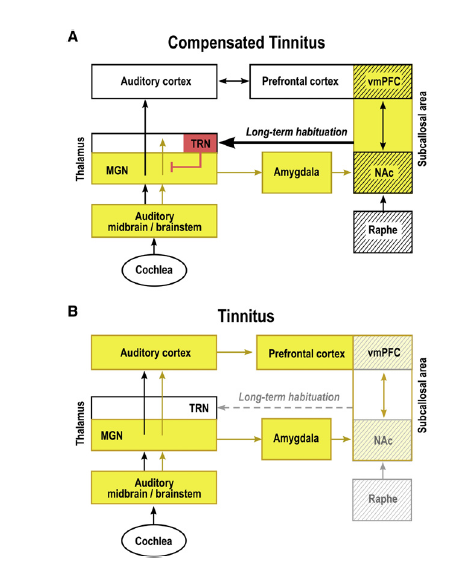 A
Compensated Tinnitus
Auditory cortex
Prefrontal cortex
vmPFC
Subcallosal area
Long-term habituation
Thalamus
TRN
MGN
Amygdala
NAc
Auditory
midbrain / brainstem
Raphe
Cochlea
B
Tinnitus
Auditory cortex
Prefrontal cortex
vmPFC
Subcallosal area
Long-term habituation
Thalamus
TRN
MGN
Amygdala
NAc
Auditory
midbrain / brainstem
Raphe
Cochlea